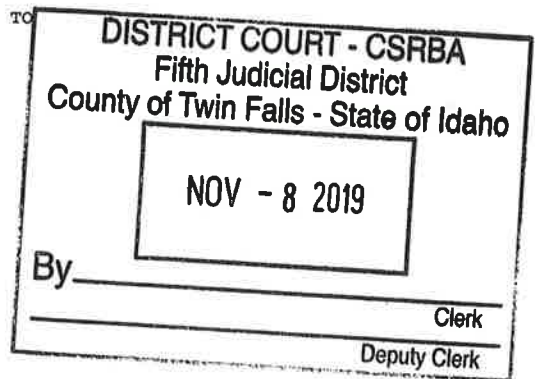 TO
DISTRICT COURT - CSRBA
Fifth Judicial District
County of Twin Falls - State of Idaho
NOV - 8 2019
By
Clerk
Deputy Clerk